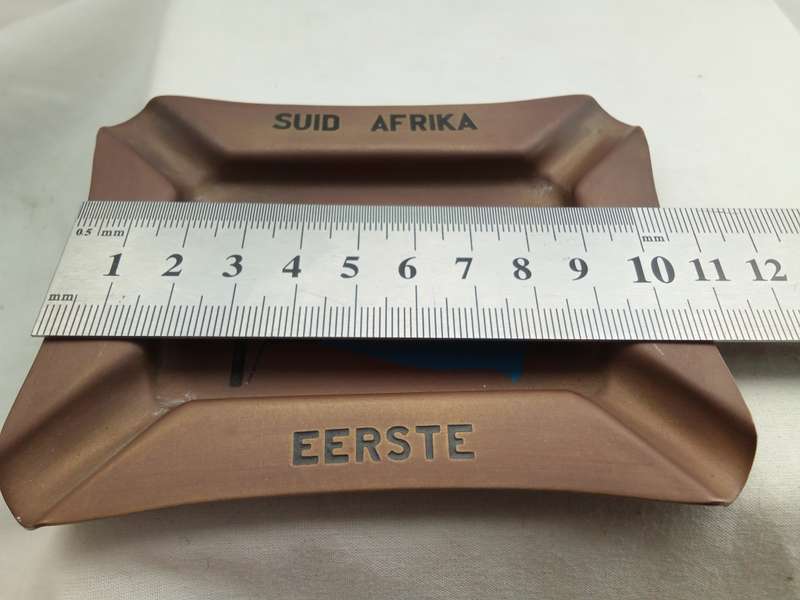 SUID AFRIKA
0.5 mm mm
1 2 3 4 5 6 7 8 9 10 11 12
mm
EERSTE